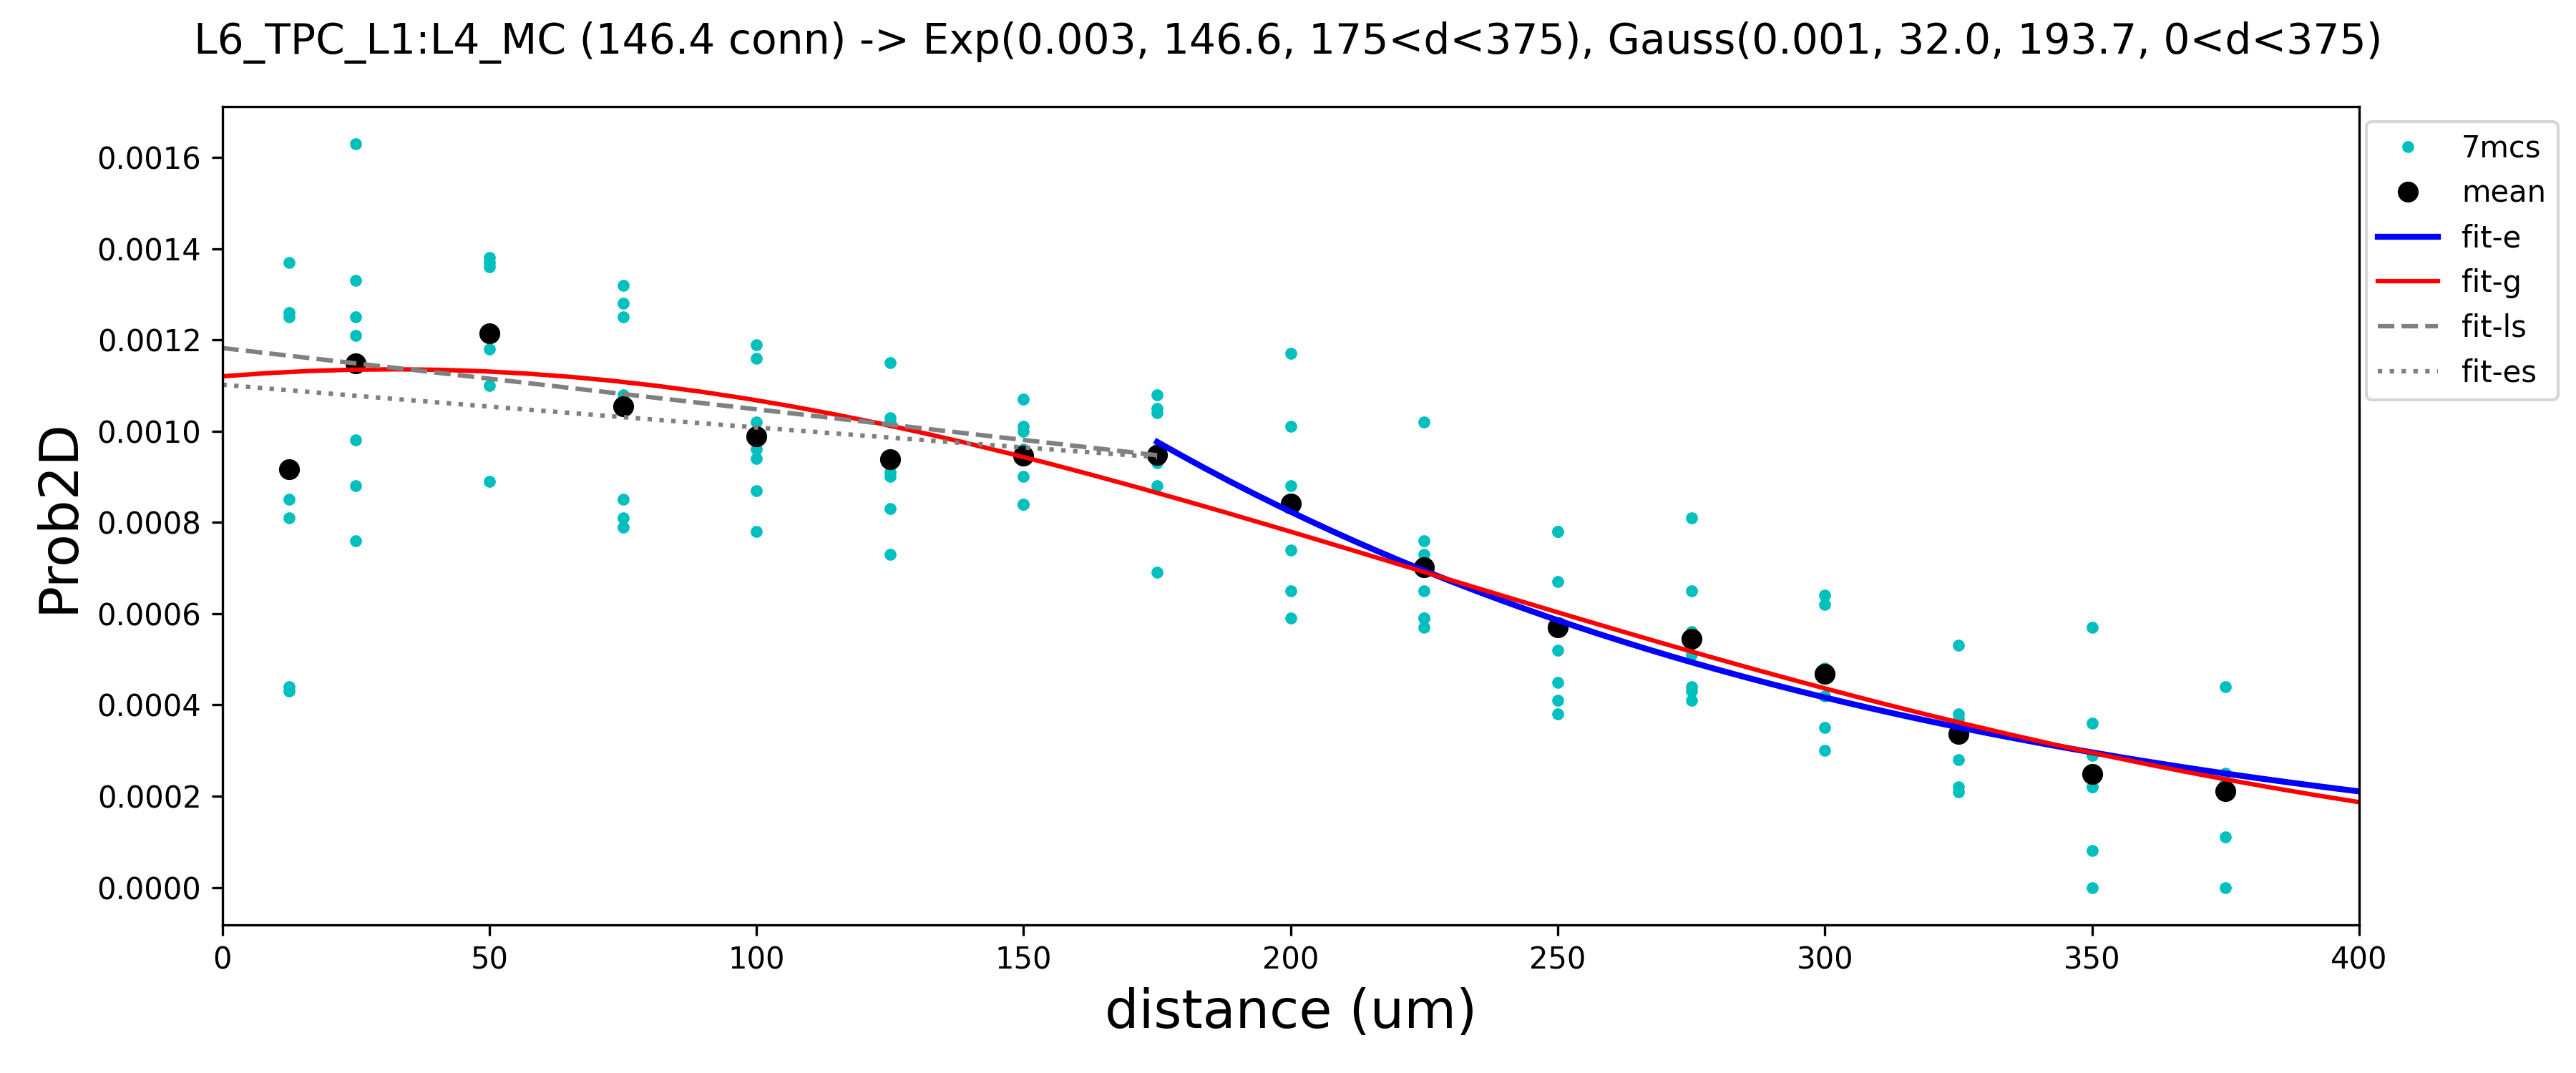 L6_TPC_L1:L4_MC (146.4 conn) -> Exp(0.003, 146.6, 175<d<375), Gauss(0.001, 32.0, 193.7, 0<d<375)
0.0016
0.0014
0.0012
0.0010
0.0008
0.0006
0.0004
0.0002
0.0000
Prob2D
0 50 100 150 200 250 300 350 400
distance (um)
7mcs
mean
fit-e
fit-g
fit-ls
fit-es